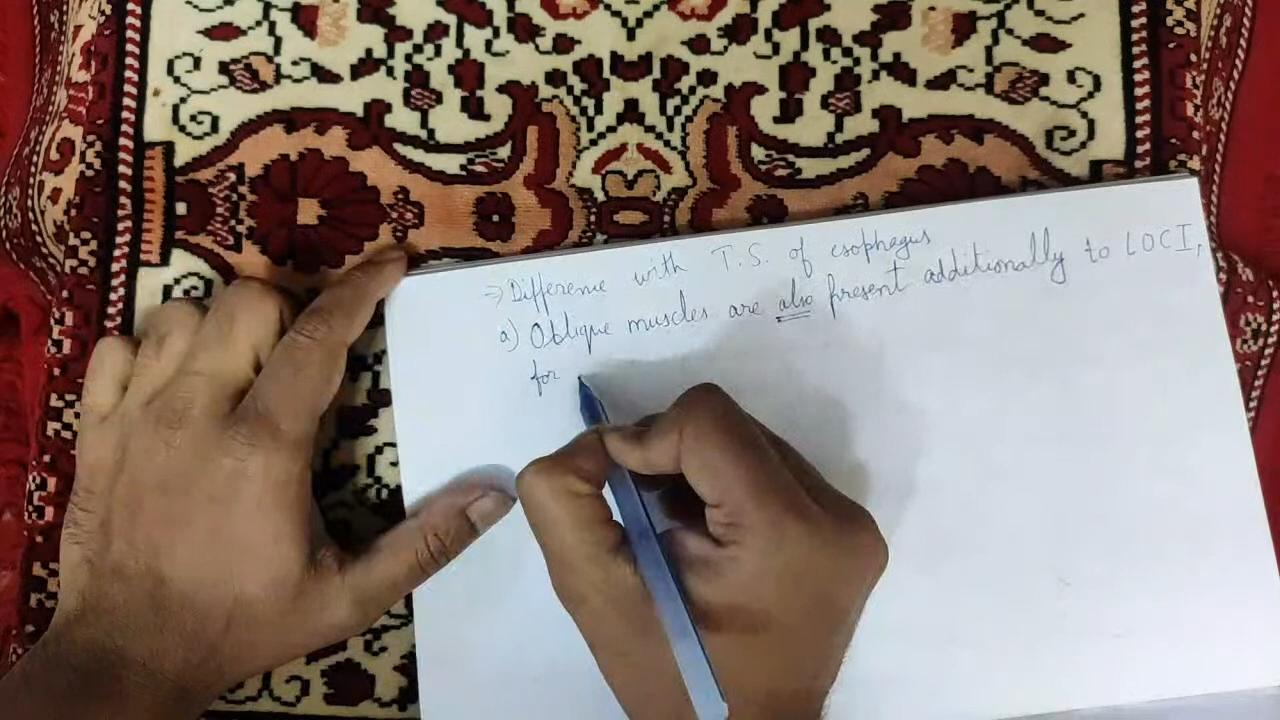 ⇒ Difference with T.S. of esophagus
a) Oblique muscles are also present additionally to LOCI,
for